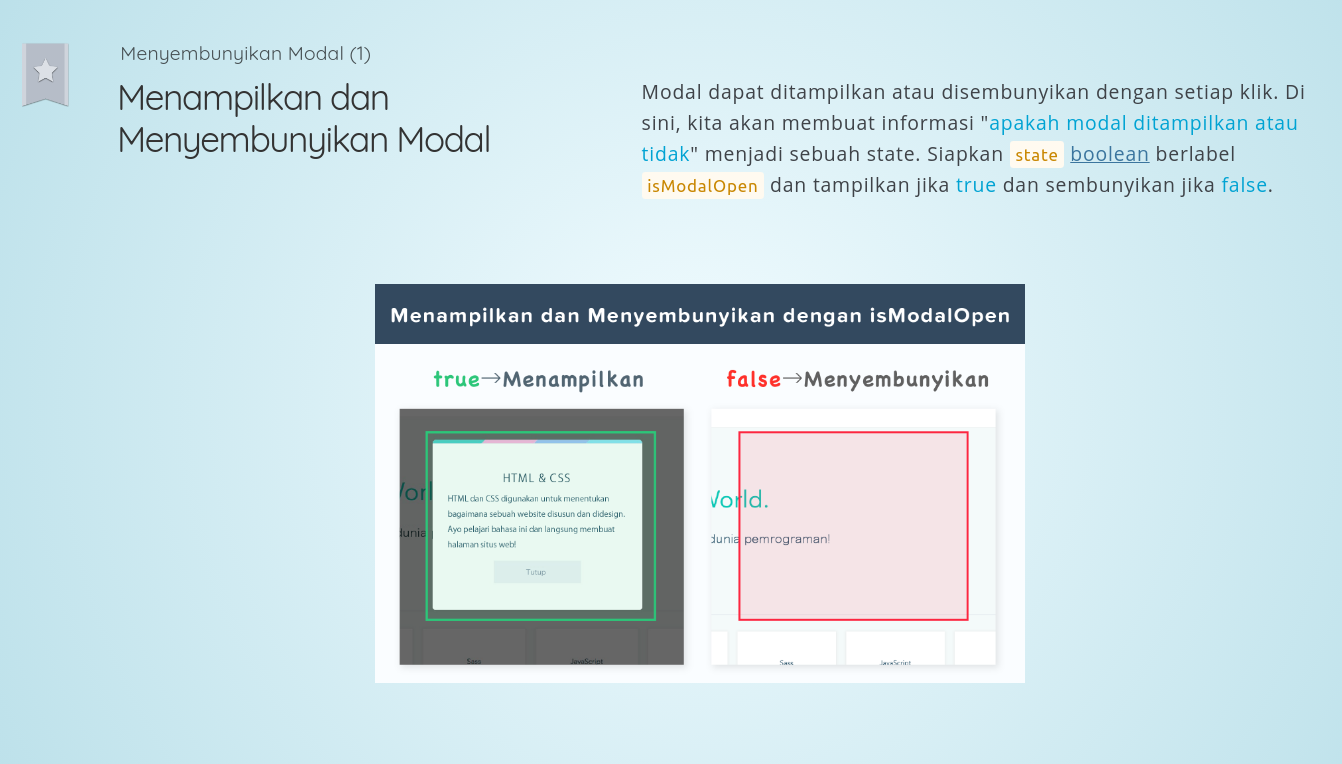 Menyembunyikan Modal (1)
Menampilkan dan
Menyembunyikan Modal
Modal dapat ditampilkan atau disembunyikan dengan setiap klik. Di
sini, kita akan membuat informasi "apakah modal ditampilkan atau
tidak" menjadi sebuah state. Siapkan state boolean berlabel
isModalOpen dan tampilkan jika true dan sembunyikan jika false.
Menampilkan dan Menyembunyikan dengan isModalOpen
true→Menampilkan
false→Menyembunyikan
HTML & CSS
HTML dan CSS digunakan untuk menentukan
bagaimana sebuah website disusun dan didesign.
Ayo pelajari bahasa ini dan langsung membuat
halaman situs web!
Tutup
Worl
dunia p
Sass
JavaScript
World.
dunia pemrograman!
Sass
JavaScript